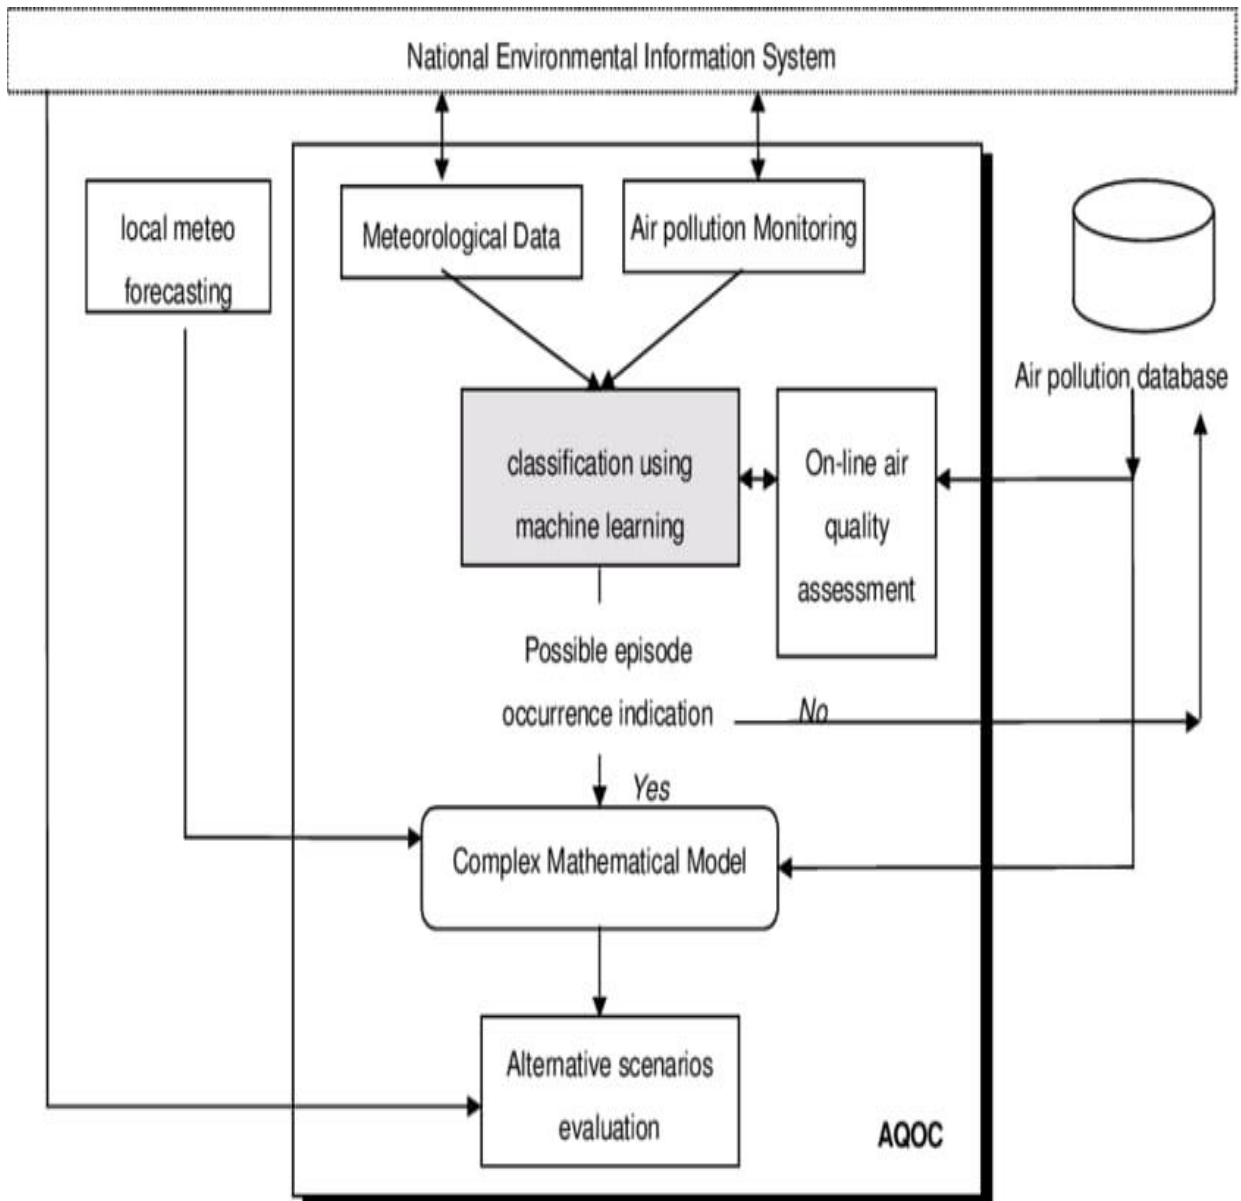 National Environmental Information System
local meteo
forecasting
Meteorological Data
Air pollution Monitoring
Air pollution database
classification using
machine learning
On-line air
quality
assessment
Possible episode
occurrence indication
No
Yes
Complex Mathematical Model
Alternative scenarios
evaluation
AQOC